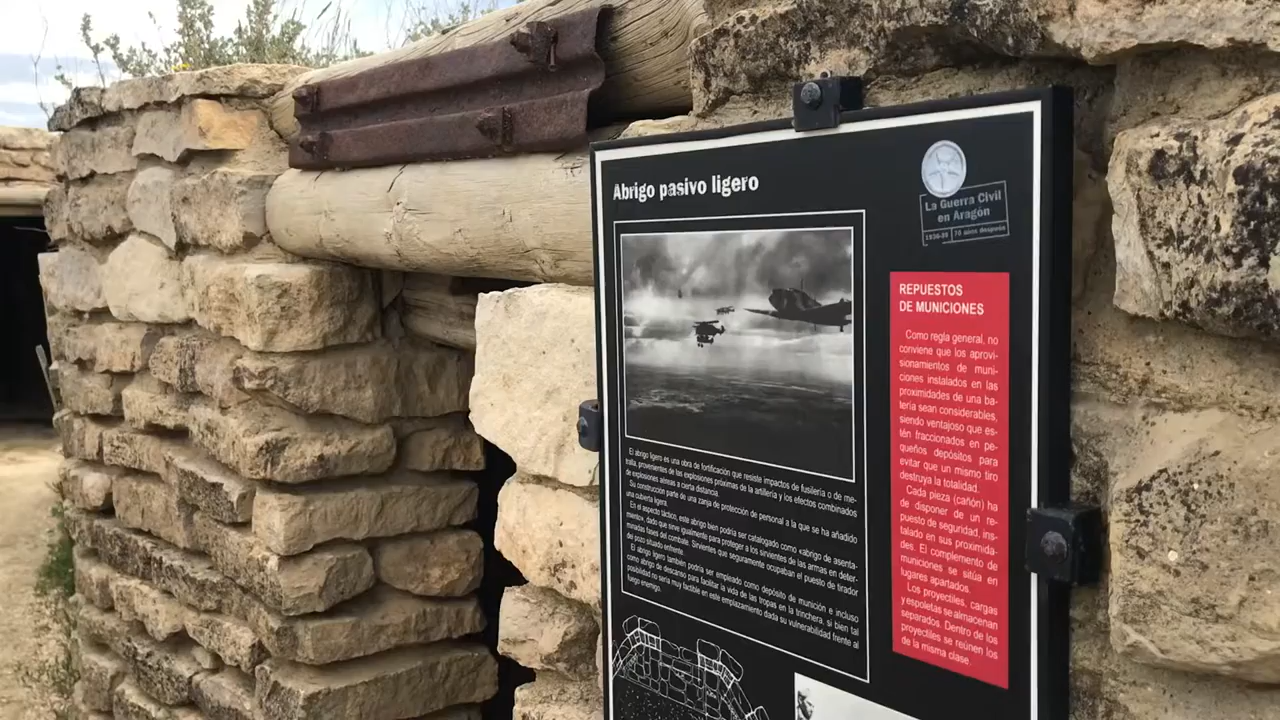 Abrigo pasivo ligero
La Guerra Civil
en Aragón
1936-39 70 años después
El abrigo ligero es una obra de fortificación que resiste impactos de fusilería o de me-
tralla, provenientes de las explosiones próximas de la artillería y los efectos combinados
de explosiones aéreas a cierta distancia.
Su construcción parte de una zanja de protección de personal a la que se ha añadido
una cubierta ligera.
En el aspecto táctico, este abrigo bien podría ser catalogado como «abrigo de asenta-
mento», dado que sirve igualmente para proteger a los sirvientes de las armas en deter-
minadas fases del combate. Sirvientes que seguramente ocupaban el puesto de tirador
del pozo situado enfrente.
El abrigo ligero también podría ser empleado como depósito de munición e incluso
como abrigo de descanso para facilitar la vida de las tropas en la trinchera, si bien tal
posibilidad no sería muy factible en este emplazamiento dada su vulnerabilidad frente al
fuego enemigo.
REPUESTOS
DE MUNICIONES
Como regla general, no
conviene que los aprovi-
sionamientos de muni-
ciones instalados en las
proximidades de una ba-
tería sean considerables,
siendo ventajoso que es-
tén fraccionados en pe-
queños depósitos para
evitar que un mismo tiro
destruya la totalidad.
Cada pieza (cañón) ha
de disponer de un re-
puesto de seguridad, ins-
talado en sus proximida-
des. El complemento de
municiones se sitúa en
lugares apartados.
Los proyectiles, cargas
y espoletas se almacenan
separados. Dentro de los
proyectiles se reúnen los
de la misma clase.